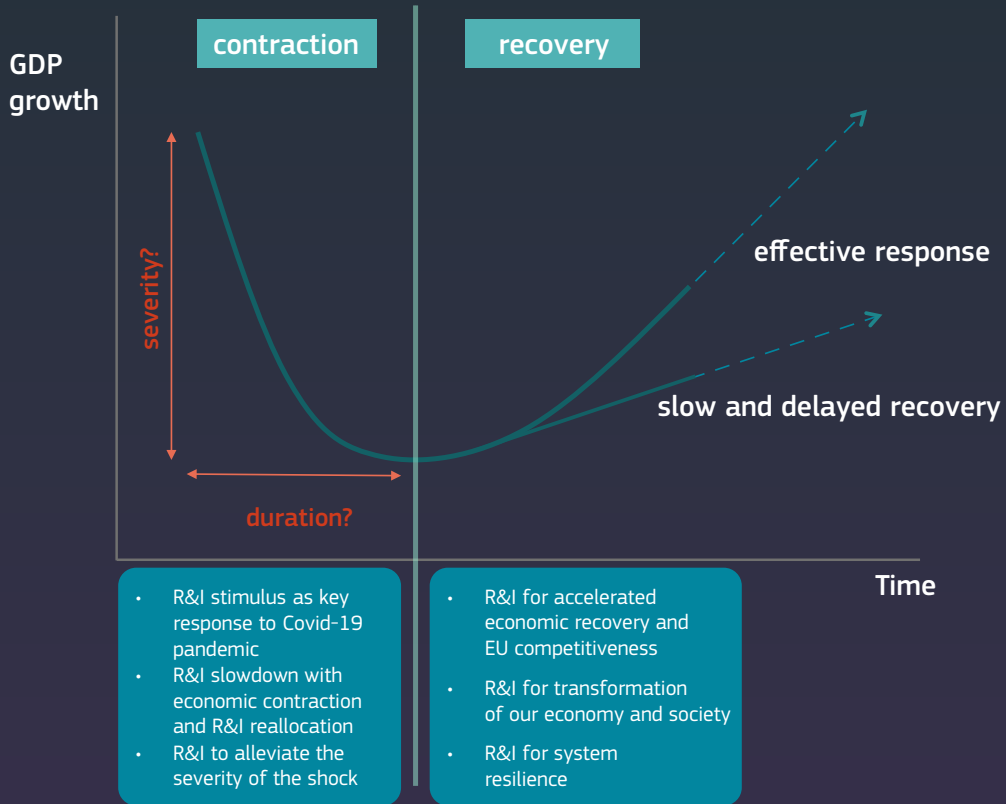 contraction
recovery
GDP
growth
severity?
effective response
slow and delayed recovery
duration?
Time
• R&I stimulus as key
response to Covid-19
pandemic
• R&I slowdown with
economic contraction
and R&I reallocation
• R&I to alleviate the
severity of the shock
• R&I for accelerated
economic recovery and
EU competitiveness
• R&I for transformation
of our economy and society
• R&I for system
resilience